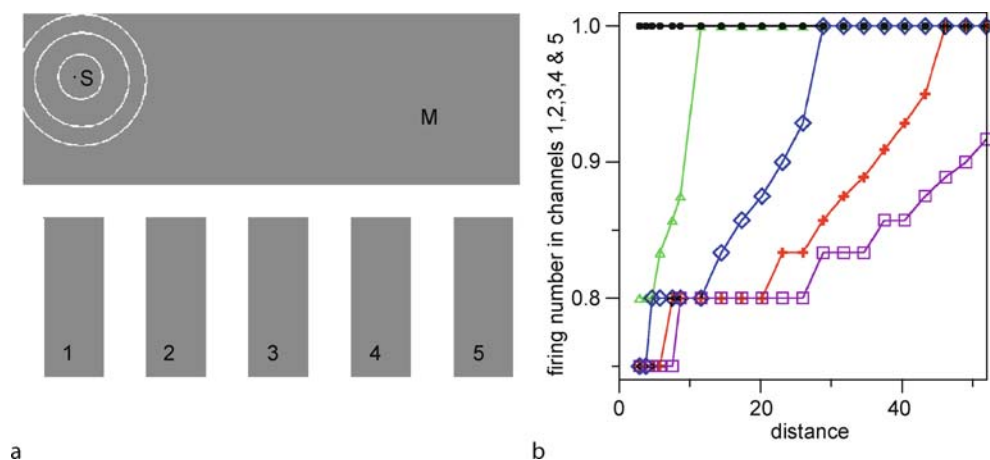 S
M
1 2 3 4 5
a
firing number in channels 1,2,3,4 & 5
1.0
0.9
0.8
0 20 40
distance
b